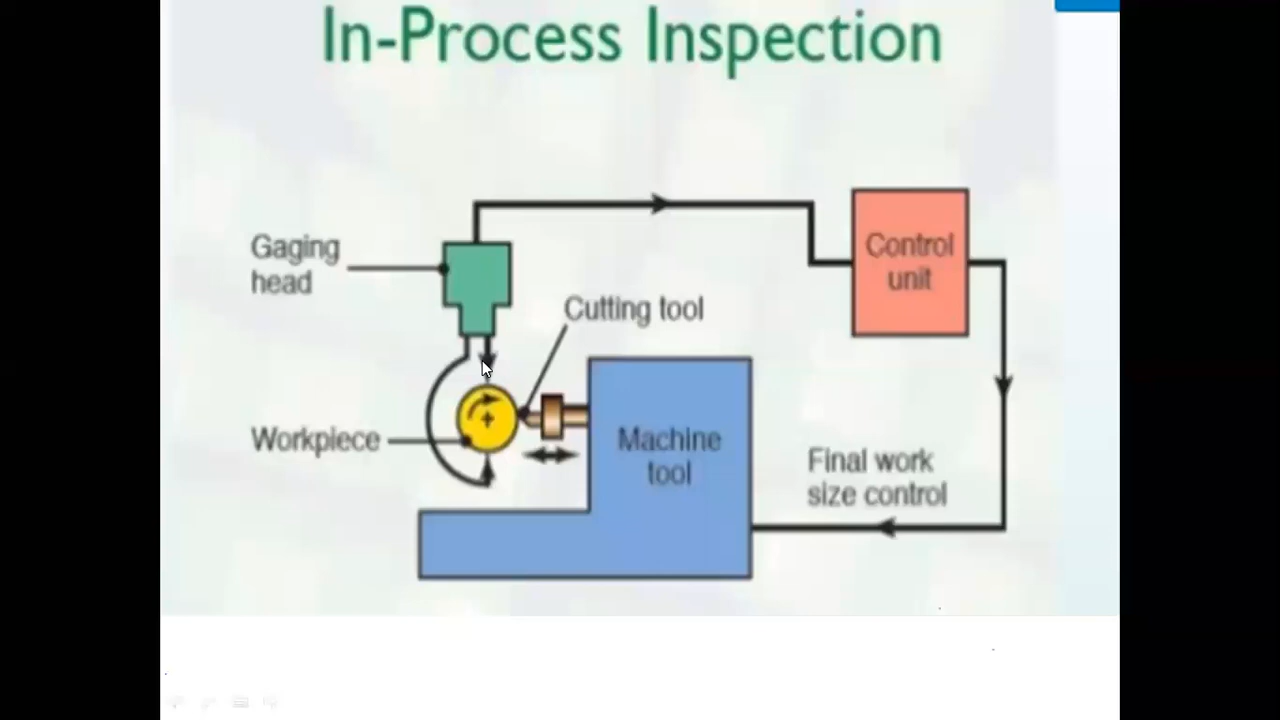 In-Process Inspection
Gaging
head
Cutting tool
Control
unit
Workpiece
Machine
tool
Final work
size control